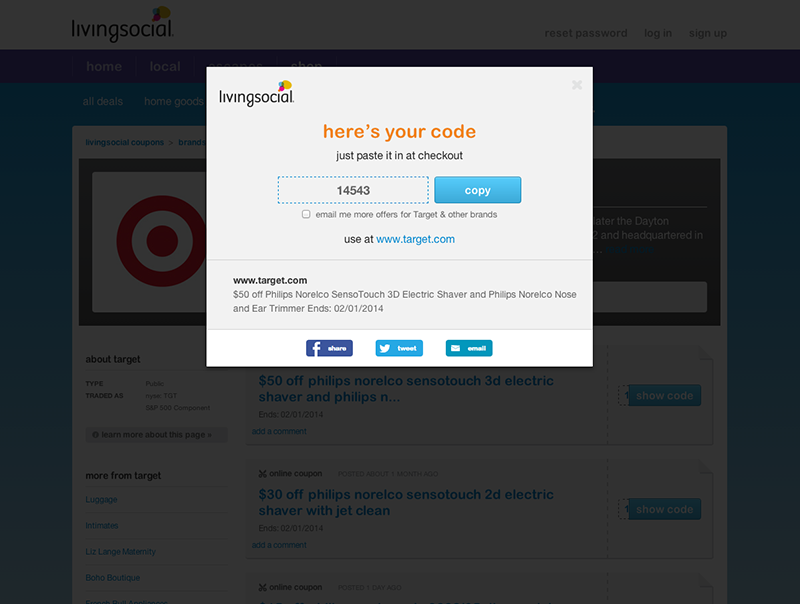 livingsocial.
reset password log in sign up
home local escapes shop
all deals home goods
livingsocial coupons > brands
livingsocial.
here's your code
just paste it in at checkout
14543 copy
email me more offers for Target & other brands
use at www.target.com
www.target.com
$50 off Philips Norelco SensoTouch 3D Electric Shaver and Philips Norelco Nose
and Ear Trimmer Ends: 02/01/2014
share tweet email
later the Dayton
2 and headquartered in
...
about target
TYPE Public
TRADED AS nyse: TGT
S&P 500 Component
learn more about this page »
more from target
Luggage
Intimates
Liz Lange Maternity
Boho Boutique
$50 off philips norelco sensotouch 3d electric
shaver and philips n...
Ends: 02/01/2014
add a comment
1 show code
online coupon POSTED ABOUT 1 MONTH AGO
$30 off philips norelco sensotouch 2d electric
shaver with jet clean
Ends: 02/01/2014
add a comment
1 show code
online coupon POSTED 1 DAY AGO